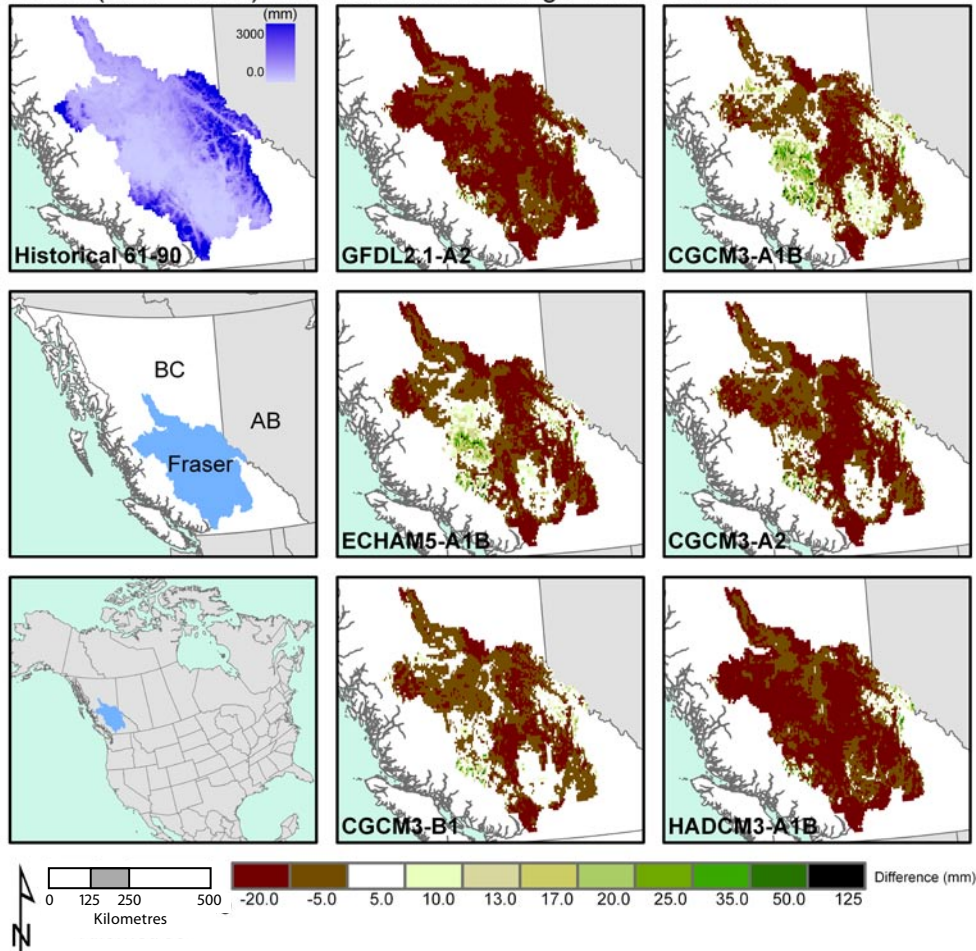 (mm)
3000
0.0
Historical 61-90
GFDL2.1-A2
CGCM3-A1B
BC
AB
Fraser
ECHAM5-A1B
CGCM3-A2
CGCM3-B1
HADCM3-A1B
0 125 250 500
Kilometres
N
-20.0 -5.0 5.0 10.0 13.0 17.0 20.0 25.0 35.0 50.0 125
Difference (mm)